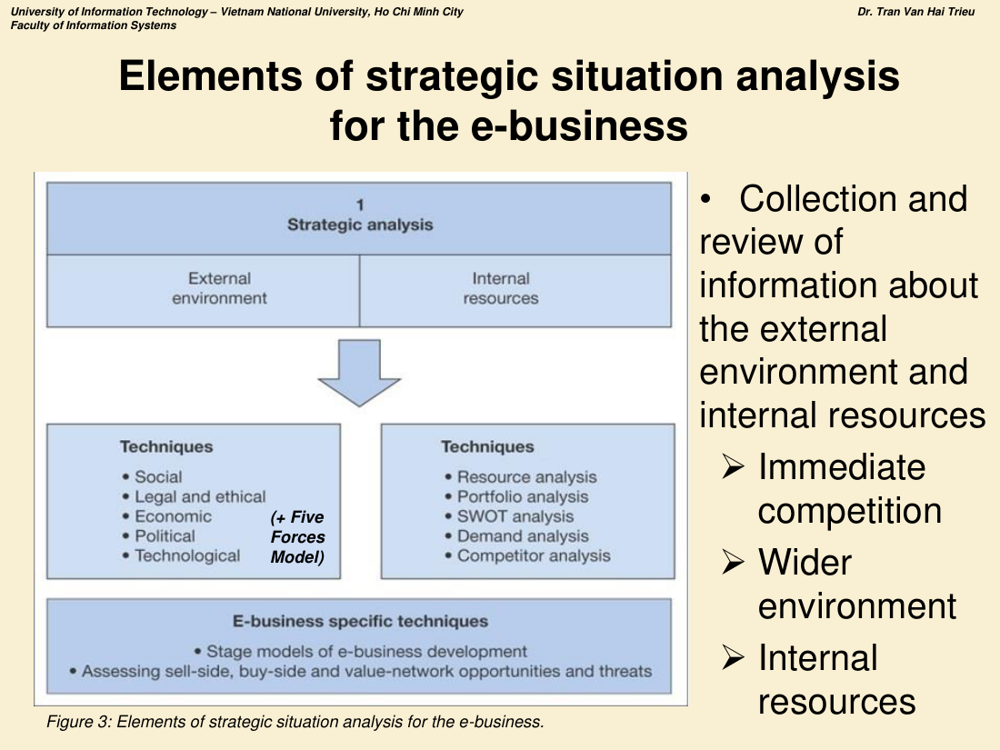 University of Information Technology – Vietnam National University, Ho Chi Minh City
Faculty of Information Systems
Dr. Tran Van Hai Trieu
Elements of strategic situation analysis
for the e-business
1
Strategic analysis
External
environment
Internal
resources
Techniques
• Social
• Legal and ethical
• Economic
• Political
• Technological
(+ Five
Forces
Model)
Techniques
• Resource analysis
• Portfolio analysis
• SWOT analysis
• Demand analysis
• Competitor analysis
E-business specific techniques
• Stage models of e-business development
• Assessing sell-side, buy-side and value-network opportunities and threats
Figure 3: Elements of strategic situation analysis for the e-business.
• Collection and
review of
information about
the external
environment and
internal resources
➢ Immediate
competition
➢ Wider
environment
➢ Internal
resources